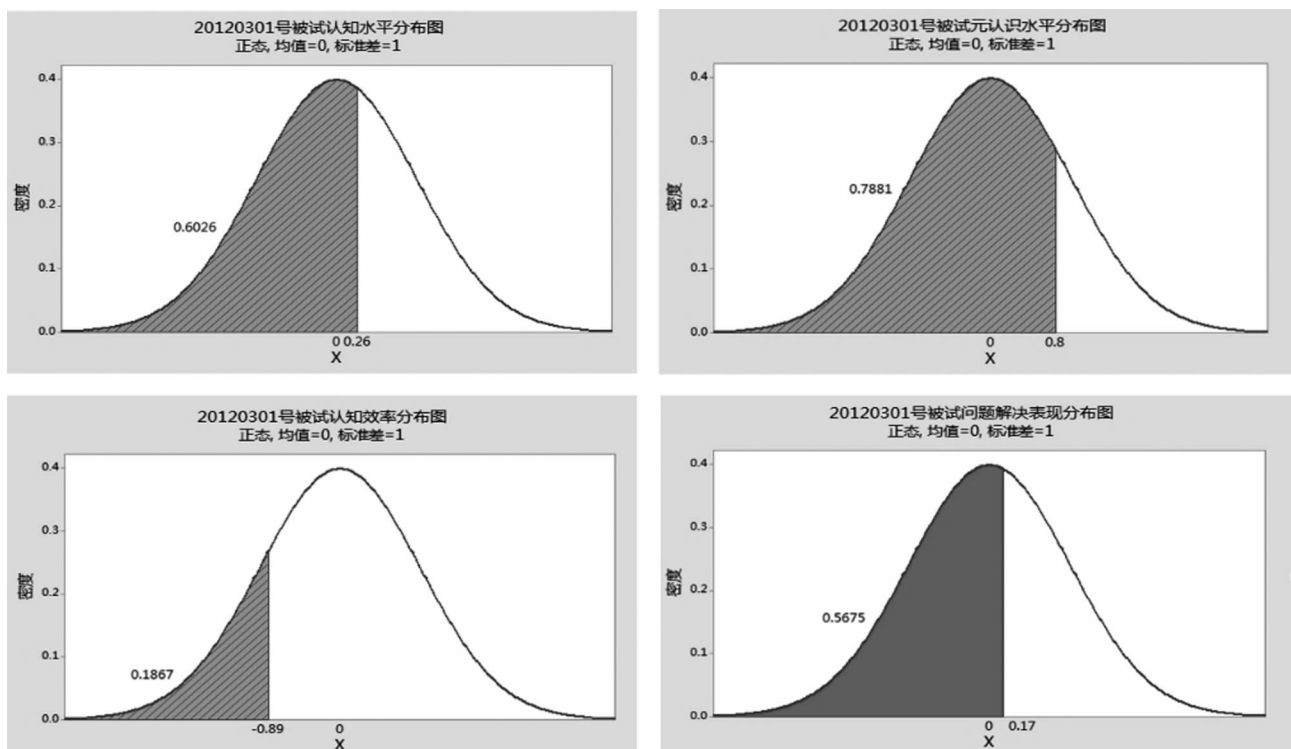 20120301号被试认知水平分布图
正态, 均值=0, 标准差=1
0.4
0.3
密度
0.2
0.6026
0.1
0.0
0 0.26
X
20120301号被试元认识水平分布图
正态, 均值=0, 标准差=1
0.4
0.3
密度
0.2
0.7881
0.1
0.0
0
0.8
X
20120301号被试认知效率分布图
正态, 均值=0, 标准差=1
0.4
0.3
密度
0.2
0.1
0.1867
0.0
-0.89
0
X
20120301号被试问题解决表现分布图
正态, 均值=0, 标准差=1
0.4
0.3
密度
0.2
0.5675
0.1
0.0
0
0.17
X